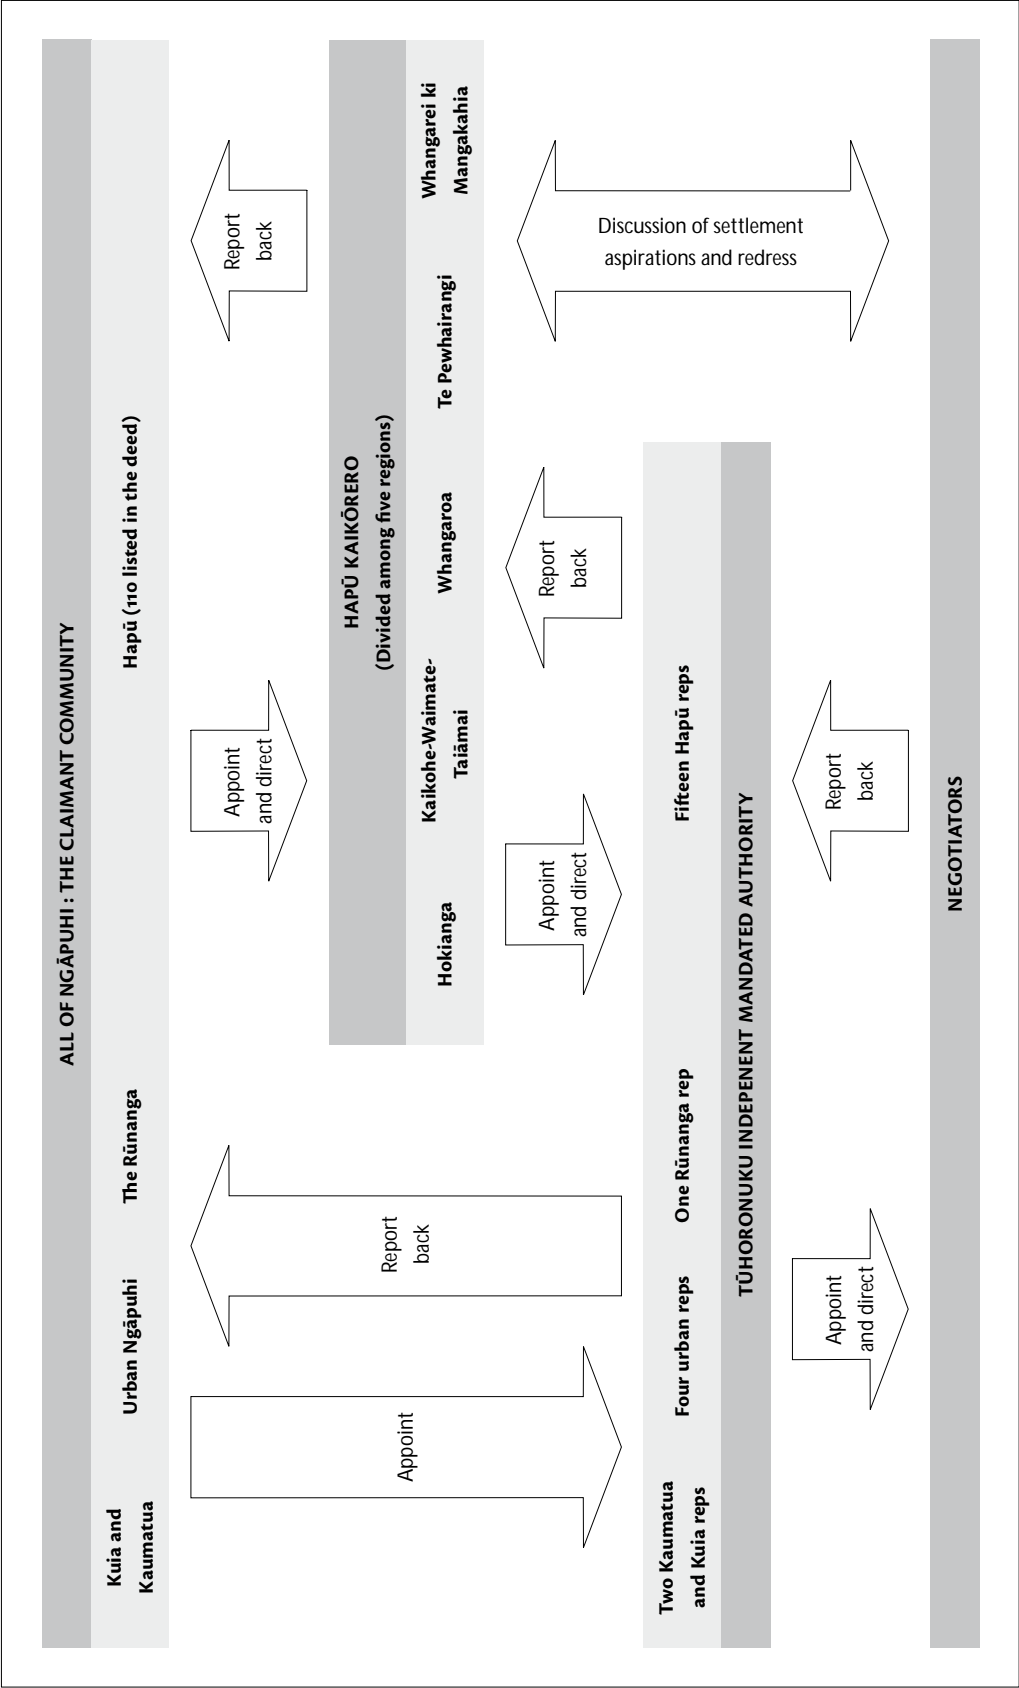 ALL OF NGĀPUHI : THE CLAIMANT COMMUNITY
Kuia and
Kaumatua
Urban Ngāpuhi
The Rūnanga
Hapū (110 listed in the deed)
Appoint
and direct
Report
back
HAPŪ KAIKŌRERO
(Divided among five regions)
Hokianga
Kaikohe-Waimate-
Taiāmai
Whangaroa
Te Pewhairangi
Whangarei ki
Mangakahia
Appoint
Report
back
Appoint
and direct
Report
back
Discussion of settlement
aspirations and redress
Two Kaumatua
and Kuia reps
Four urban reps
One Rūnanga rep
Fifteen Hapū reps
TŪHORONUKU INDEPENENT MANDATED AUTHORITY
Appoint
and direct
Report
back
NEGOTIATORS